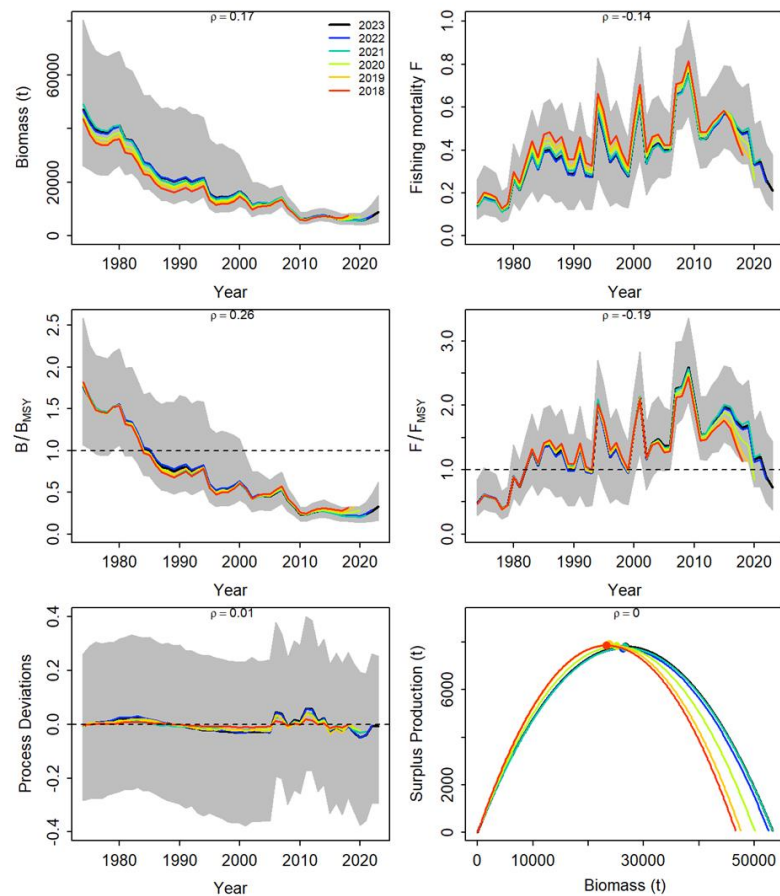 ρ = 0.17
2023
2022
2021
2020
2019
2018
Biomass (t)
60000
20000
0
1980 1990 2000 2010 2020
Year
ρ = -0.14
Fishing mortality F
1.0
0.8
0.6
0.4
0.2
0.0
1980 1990 2000 2010 2020
Year
ρ = 0.26
B/BMSY
2.5
2.0
1.5
1.0
0.5
0.0
1980 1990 2000 2010 2020
Year
ρ = -0.19
F/FMSY
3.0
2.0
1.0
0.0
1980 1990 2000 2010 2020
Year
ρ = 0.01
Process Deviations
0.4
0.2
0.0
-0.2
-0.4
1980 1990 2000 2010 2020
Year
ρ = 0
Surplus Production (t)
6000
4000
2000
0
0 10000 30000 50000
Biomass (t)